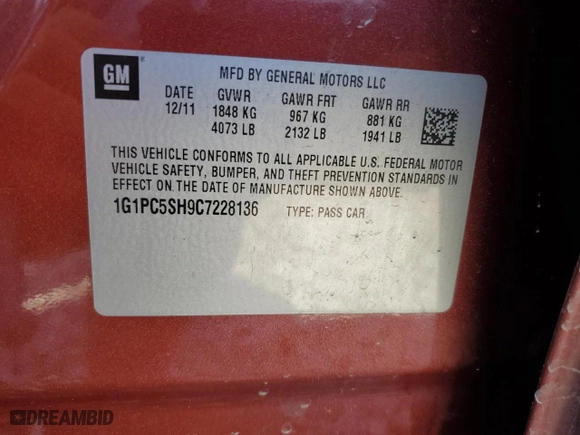 GM
MFD BY GENERAL MOTORS LLC
DATE GVWR GAWR FRT GAWR RR
12/11 1848 KG 967 KG 881 KG
4073 LB 2132 LB 1941 LB
THIS VEHICLE CONFORMS TO ALL APPLICABLE U.S. FEDERAL MOTOR
VEHICLE SAFETY, BUMPER, AND THEFT PREVENTION STANDARDS IN
EFFECT ON THE DATE OF MANUFACTURE SHOWN ABOVE.
1G1PC5SH9C7228136 TYPE: PASS CAR
DREAMBID